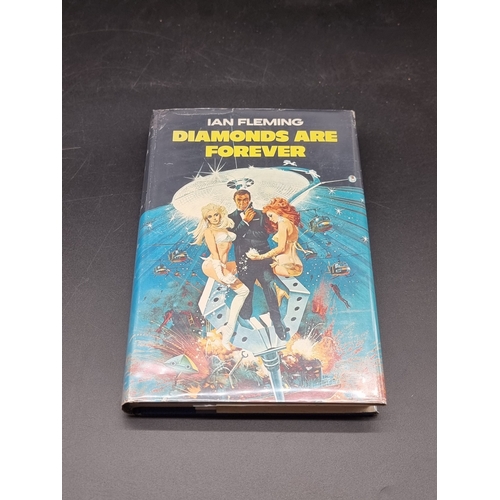 IAN FLEMING
DIAMONDS ARE
FOREVER